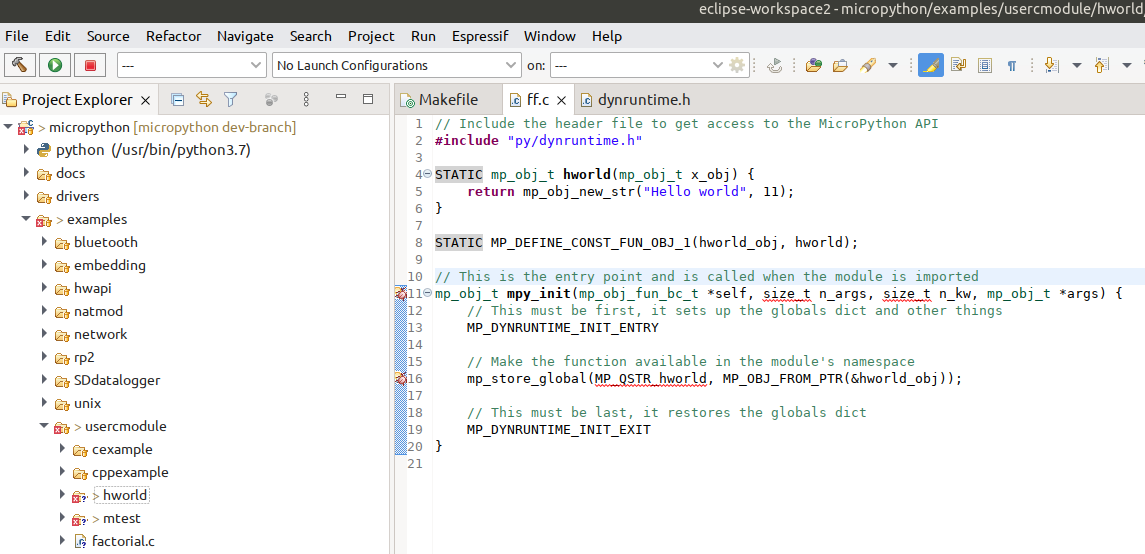 eclipse-workspace2 - micropython/examples/usercmodule/hworld/
File Edit Source Refactor Navigate Search Project Run Espressif Window Help
--- No Launch Configurations on: ---
Project Explorer
> micropython [micropython dev-branch]
python (/usr/bin/python3.7)
docs
drivers
> examples
bluetooth
embedding
hwapi
natmod
network
rp2
SDdatalogger
unix
> usercmodule
cexample
cppexample
> hworld
> mtest
factorial.c
Makefile ff.c dynruntime.h
1 // Include the header file to get access to the MicroPython API
2 #include "py/dynruntime.h"
3
4 STATIC mp_obj_t hworld(mp_obj_t x_obj) {
5 return mp_obj_new_str("Hello world", 11);
6 }
7
8 STATIC MP_DEFINE_CONST_FUN_OBJ_1(hworld_obj, hworld);
9
10 // This is the entry point and is called when the module is imported
11 mp_obj_t mpy_init(mp_obj_fun_bc_t *self, size_t n_args, size_t n_kw, mp_obj_t *args) {
12 // This must be first, it sets up the globals dict and other things
13 MP_DYNRUNTIME_INIT_ENTRY
14
15 // Make the function available in the module's namespace
16 mp_store_global(MP_QSTR_hworld, MP_OBJ_FROM_PTR(&hworld_obj));
17
18 // This must be last, it restores the globals dict
19 MP_DYNRUNTIME_INIT_EXIT
20 }
21